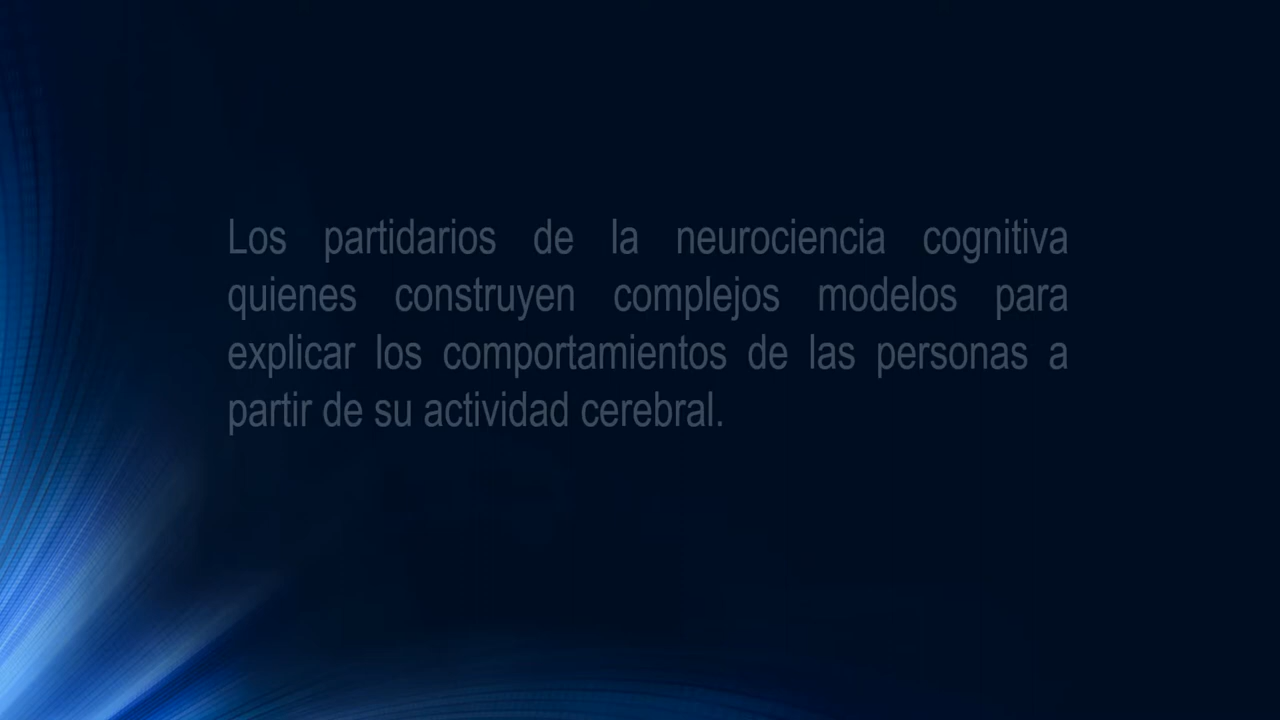 Los partidarios de la neurociencia cognitiva
quienes construyen complejos modelos para
explicar los comportamientos de las personas a
partir de su actividad cerebral.